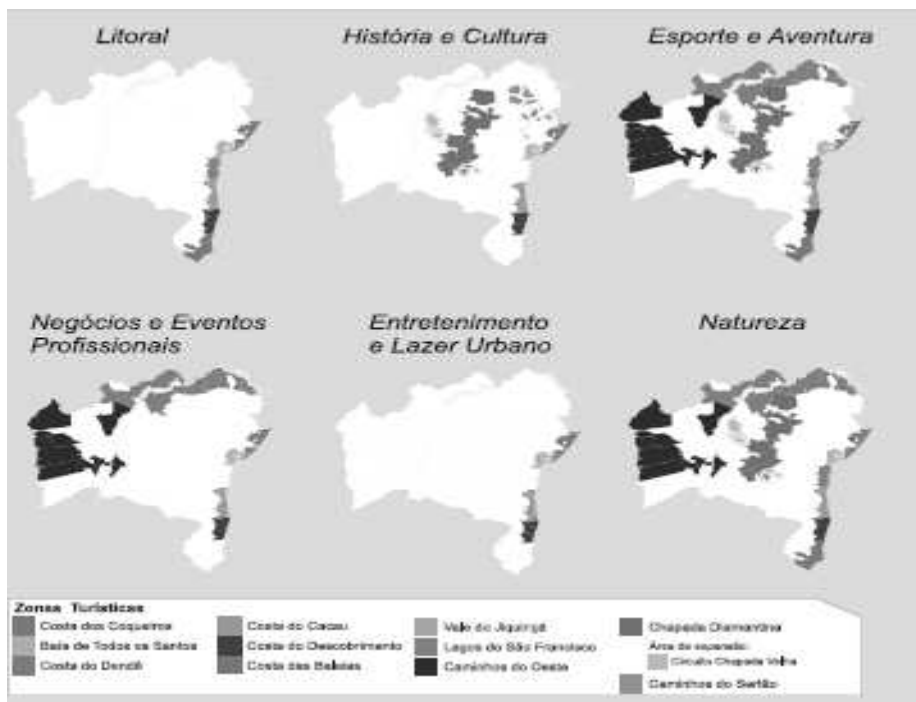 Litoral
História e Cultura
Esporte e Aventura
Negócios e Eventos
Profissionais
Entretenimento
e Lazer Urbano
Natureza
Zonas Turísticas
Costa dos Coqueiros
Baía de Todos os Santos
Costa do Dendê
Costa do Cacau
Costa do Descobrimento
Costa das Baleias
Vale do Jiquiriçá
Lagos do São Francisco
Caminhos do Oeste
Chapada Diamantina
Área de expansão:
Circuito Chapada Velha
Caminhos do Sertão